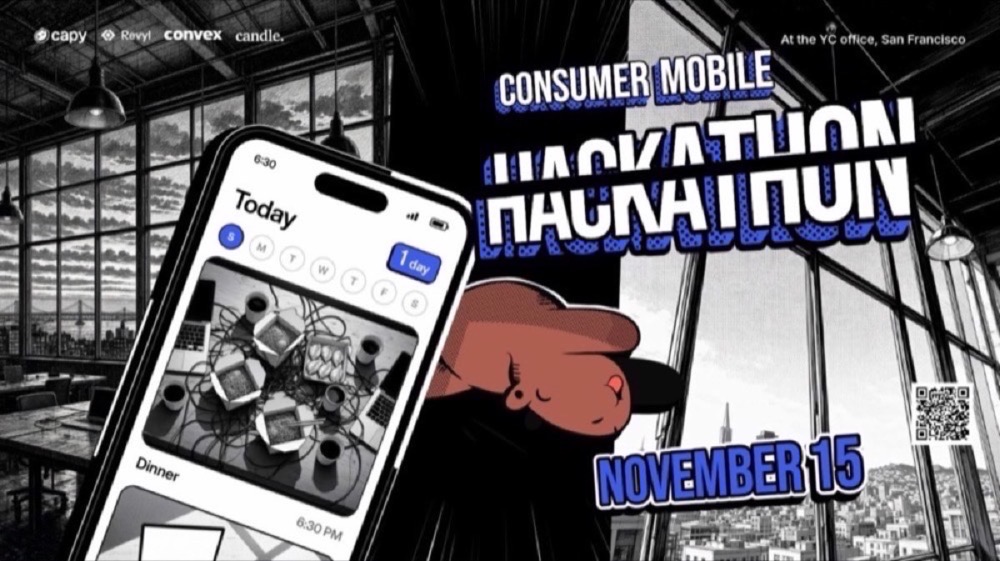 capy Revyl convex candle.
At the YC office, San Francisco
CONSUMER MOBILE
HACKATHON
6:30
Today
1 day
S M T W T F S
Dinner
6:30 PM
NOVEMBER 15